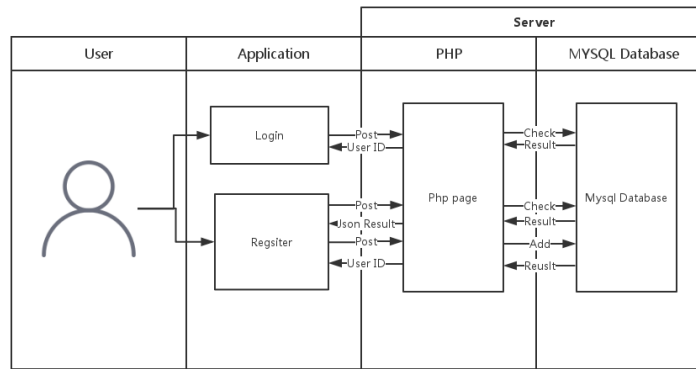 Server
User
Application
PHP
MYSQL Database
Login
Post
User ID
Check
Result
Php page
Mysql Database
Regsiter
Post
Json Result
Post
User ID
Check
Result
Add
Reuslt